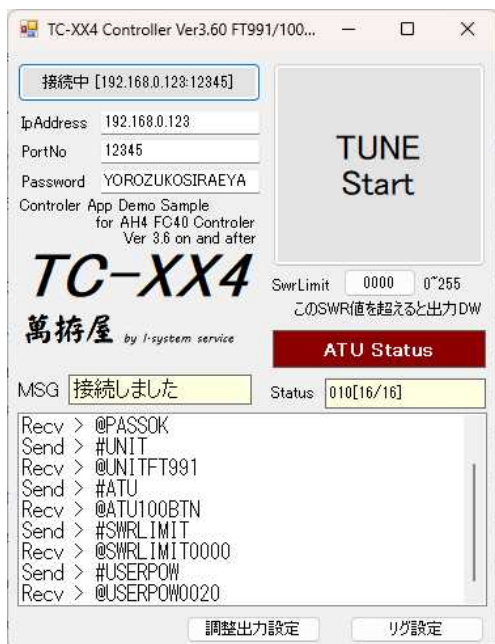 TC-XX4 Controller Ver3.60 FT991/100...
接続中 [192.168.0.123:12345]
IpAddress 192.168.0.123
PortNo 12345
Password YOROZUKOSIRAEYA
TUNE
Start
Controler App Demo Sample
for AH4 FC40 Controler
Ver 3.6 on and after
TC-XX4
萬拵屋 by I-system service
SwrLimit 0000 0~255
このSWR値を超えると出力DW
ATU Status
MSG 接続しました
Status 010[16/16]
Recv > @PASSOK
Send > #UNIT
Recv > @UNITFT991
Send > #ATU
Recv > @ATU100BTN
Send > #SWRLIMIT
Recv > @SWRLIMIT0000
Send > #USERPOW
Recv > @USERPOW0020
調整出力設定
リグ設定